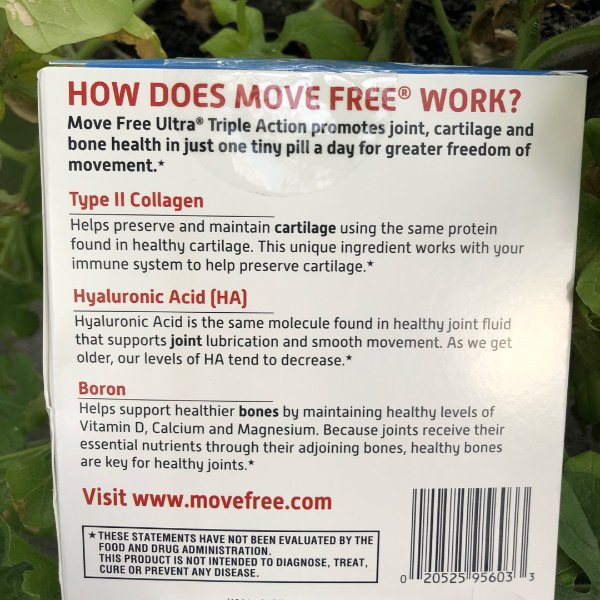 HOW DOES MOVE FREE® WORK?
Move Free Ultra® Triple Action promotes joint, cartilage and
bone health in just one tiny pill a day for greater freedom of
movement.*
Type II Collagen
Helps preserve and maintain cartilage using the same protein
found in healthy cartilage. This unique ingredient works with your
immune system to help preserve cartilage.*
Hyaluronic Acid (HA)
Hyaluronic Acid is the same molecule found in healthy joint fluid
that supports joint lubrication and smooth movement. As we get
older, our levels of HA tend to decrease.*
Boron
Helps support healthier bones by maintaining healthy levels of
Vitamin D, Calcium and Magnesium. Because joints receive their
essential nutrients through their adjoining bones, healthy bones
are key for healthy joints.*
Visit www.movefree.com
* THESE STATEMENTS HAVE NOT BEEN EVALUATED BY THE
FOOD AND DRUG ADMINISTRATION.
THIS PRODUCT IS NOT INTENDED TO DIAGNOSE, TREAT,
CURE OR PREVENT ANY DISEASE.
0 20525 95603 3